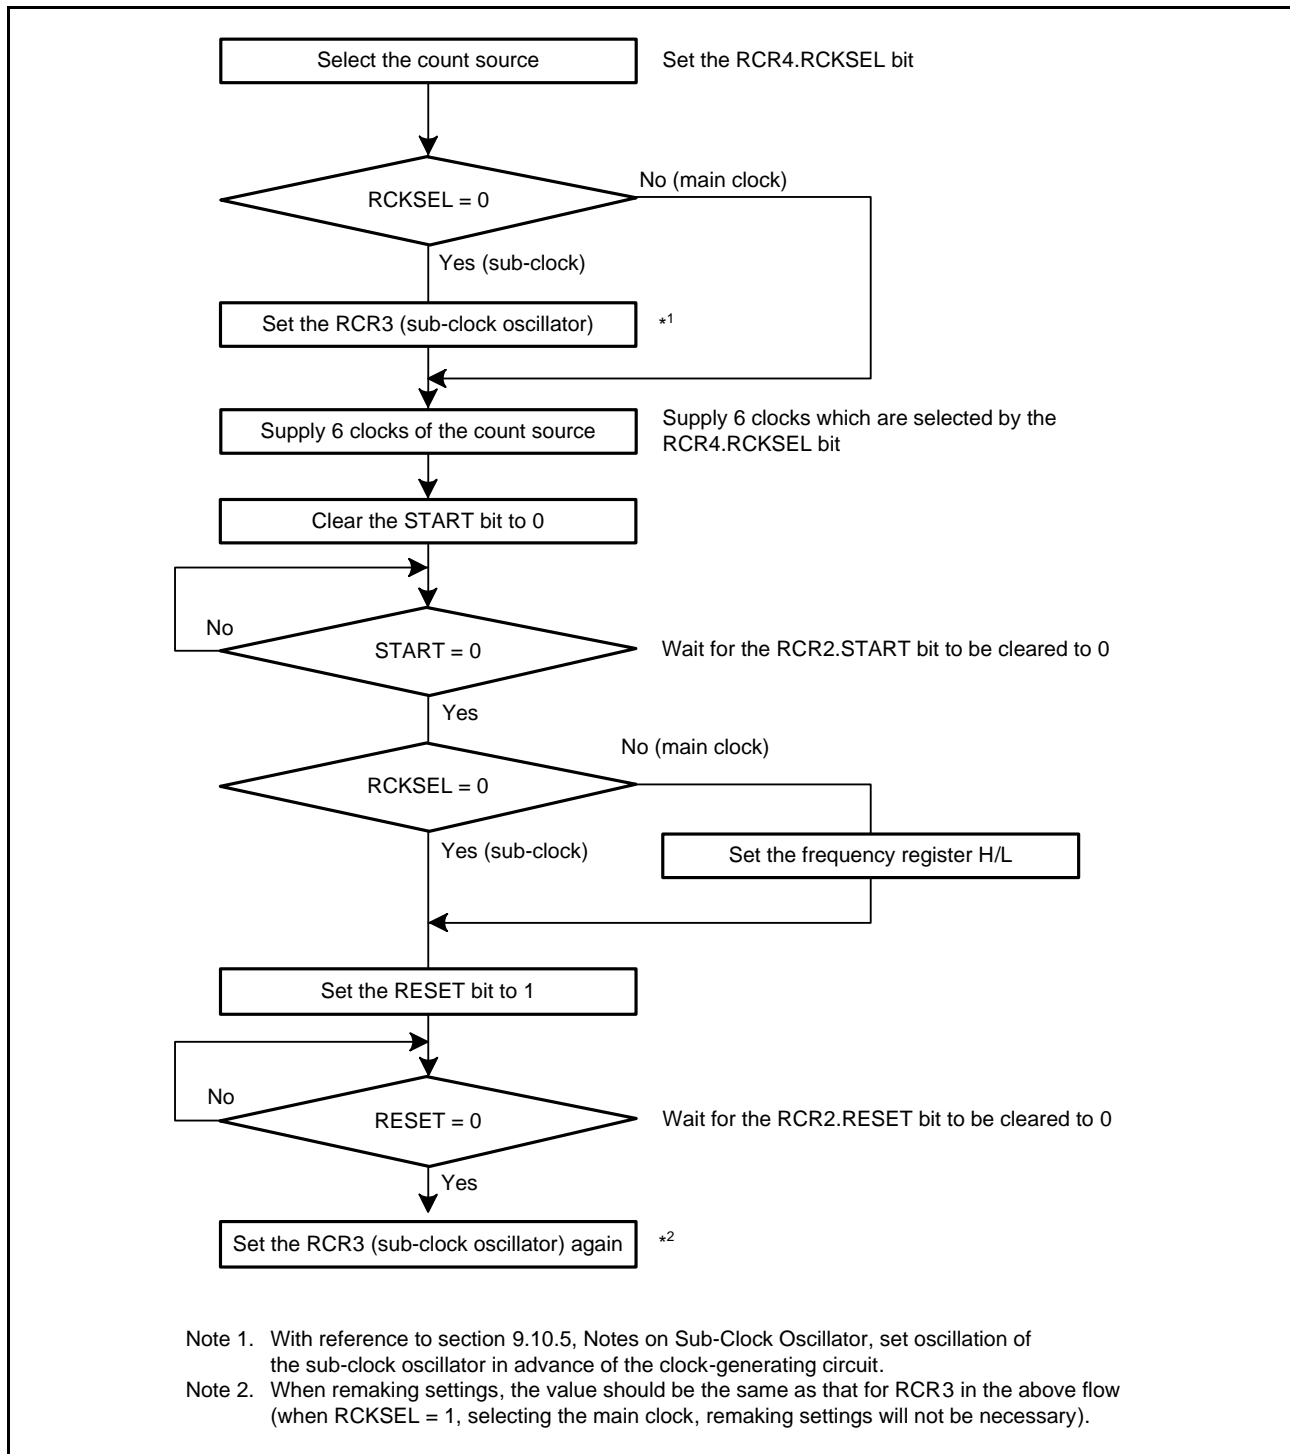 Select the count source
Set the RCR4.RCKSEL bit
RCKSEL = 0
No (main clock)
Yes (sub-clock)
Set the RCR3 (sub-clock oscillator)
*1
Supply 6 clocks of the count source
Supply 6 clocks which are selected by the
RCR4.RCKSEL bit
Clear the START bit to 0
No
START = 0
Wait for the RCR2.START bit to be cleared to 0
Yes
No (main clock)
RCKSEL = 0
Yes (sub-clock)
Set the frequency register H/L
Set the RESET bit to 1
No
RESET = 0
Wait for the RCR2.RESET bit to be cleared to 0
Yes
Set the RCR3 (sub-clock oscillator) again
*2
Note 1. With reference to section 9.10.5, Notes on Sub-Clock Oscillator, set oscillation of
the sub-clock oscillator in advance of the clock-generating circuit.
Note 2. When remaking settings, the value should be the same as that for RCR3 in the above flow
(when RCKSEL = 1, selecting the main clock, remaking settings will not be necessary).